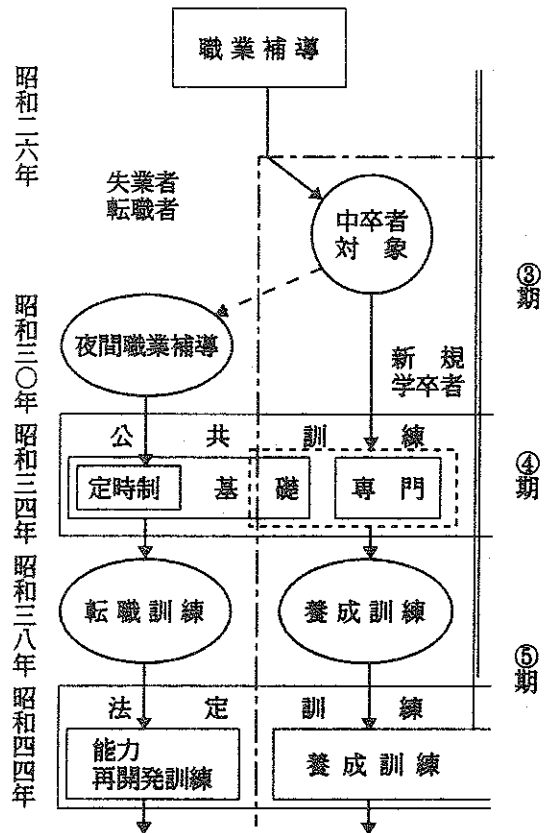 職業補導
昭和二六年
失業者
転職者
中卒者
対象
③期
昭和三〇年
夜間職業補導
新規
学卒者
昭和三四年
公共訓練
④期
定時制
基礎
専門
昭和三八年
転職訓練
養成訓練
⑤期
昭和四四年
法定訓練
能力
再開発訓練
養成訓練